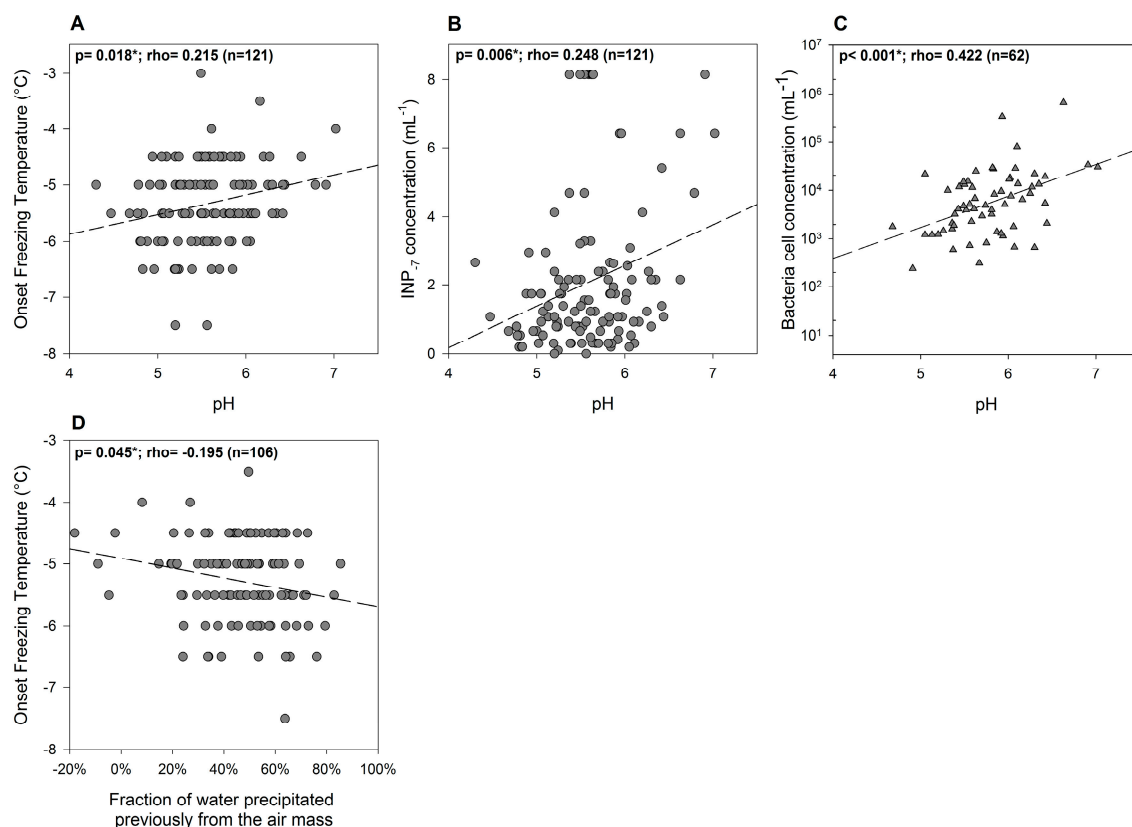 A
p= 0.018*; rho= 0.215 (n=121)
Onset Freezing Temperature (°C)
-3
-4
-5
-6
-7
-8
4 5 6 7
pH
B
p= 0.006*; rho= 0.248 (n=121)
INP-7 concentration (mL-1)
8
6
4
2
0
4 5 6 7
pH
C
p< 0.001*; rho= 0.422 (n=62)
Bacteria cell concentration (mL-1)
10^7
10^6
10^5
10^4
10^3
10^2
10^1
4 5 6 7
pH
D
p= 0.045*; rho= -0.195 (n=106)
Onset Freezing Temperature (°C)
-3
-4
-5
-6
-7
-8
-20% 0% 20% 40% 60% 80% 100%
Fraction of water precipitated
previously from the air mass